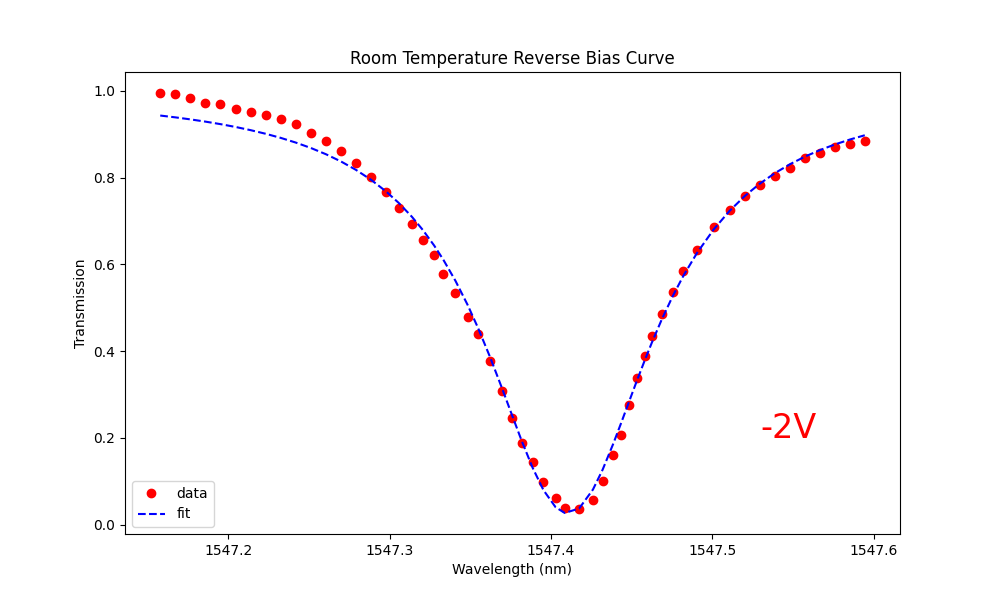 Room Temperature Reverse Bias Curve
1.0
0.8
0.6
0.4
0.2
0.0
Transmission
-2V
data
fit
1547.2 1547.3 1547.4 1547.5 1547.6
Wavelength (nm)